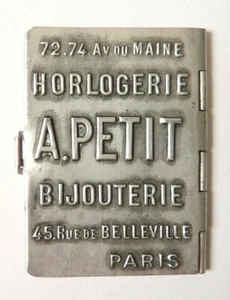 72.74 AV DU MAINE
HORLOGERIE
A.PETIT
BIJOUTERIE
45.RUE DE BELLEVILLE
PARIS